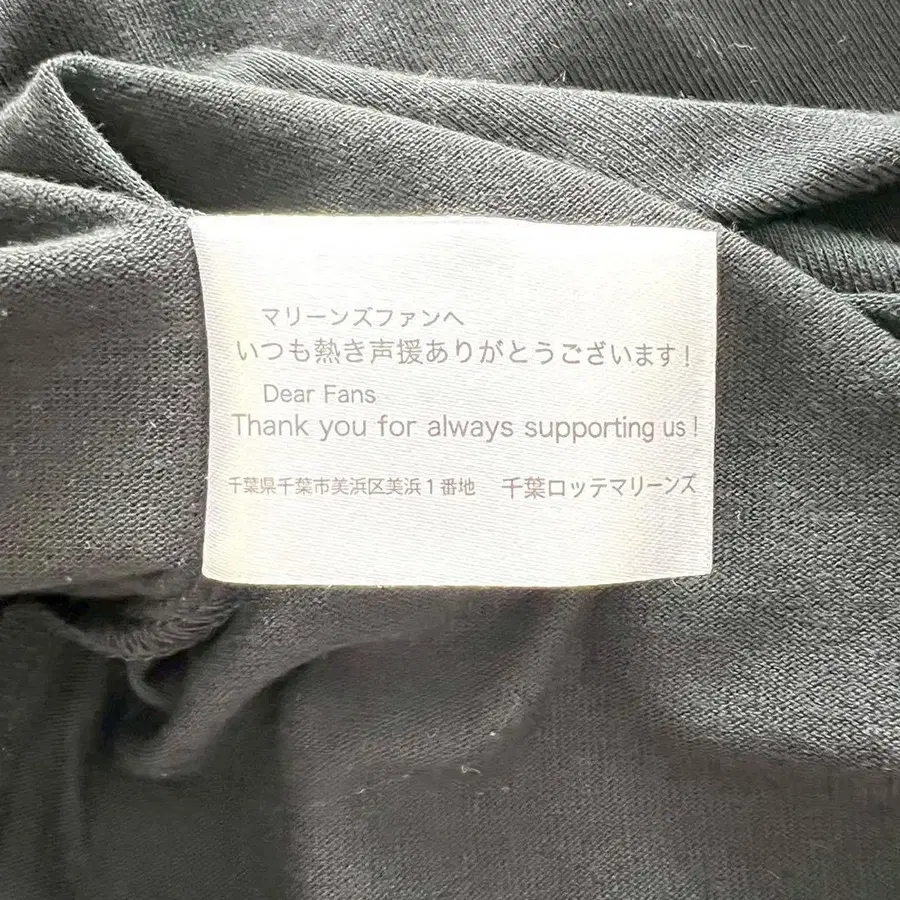 マリーンズファンへ
いつも熱き声援ありがとうございます!
Dear Fans
Thank you for always supporting us !
千葉県千葉市美浜区美浜1番地 千葉ロッテマリーンズ